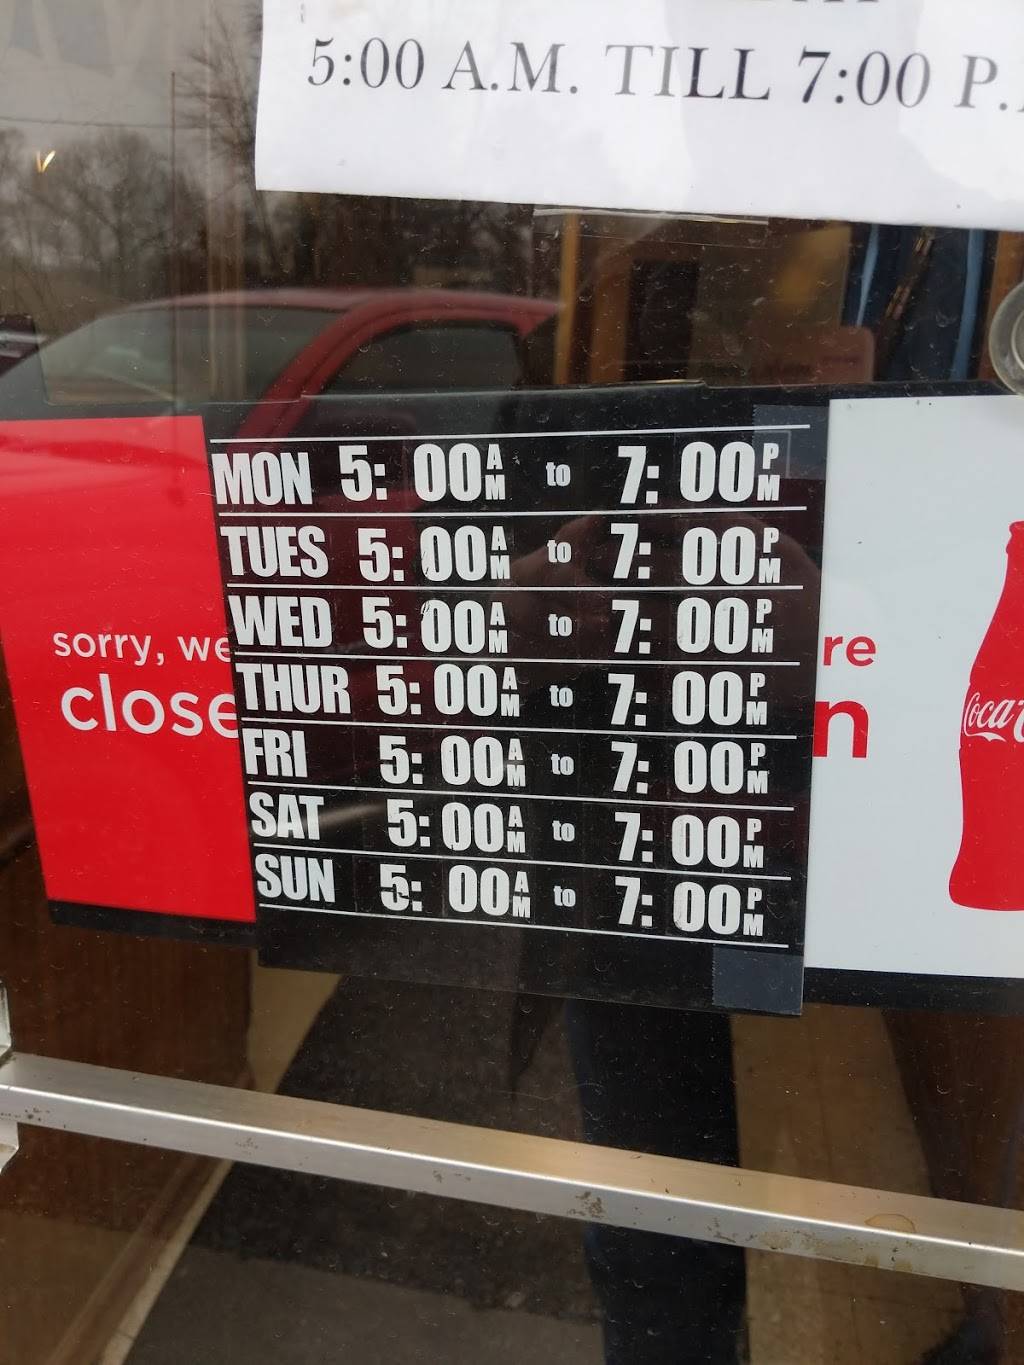 5:00 A.M. TILL 7:00 P.
MON 5:00 AM to 7:00 PM
TUES 5:00 AM to 7:00 PM
WED 5:00 AM to 7:00 PM
THUR 5:00 AM to 7:00 PM
FRI 5:00 AM to 7:00 PM
SAT 5:00 AM to 7:00 PM
SUN 5:00 AM to 7:00 PM
sorry, we
close
re
n
Coca